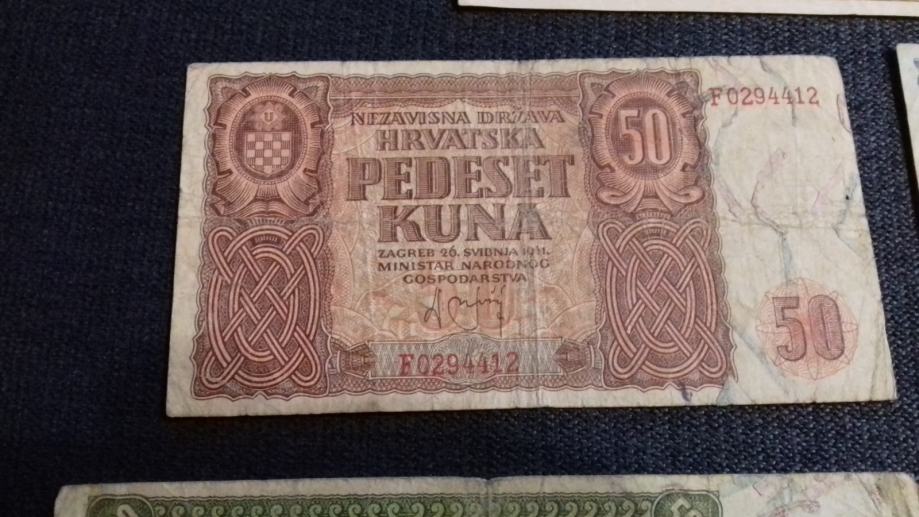 U
50
F0294412
NEZAVISNA DRŽAVA
HRVATSKA
PEDESET
KUNA
ZAGREB 26. SVIBNJA 1941.
MINISTAR NARODNOG
GOSPODARSTVA
F0294412
50